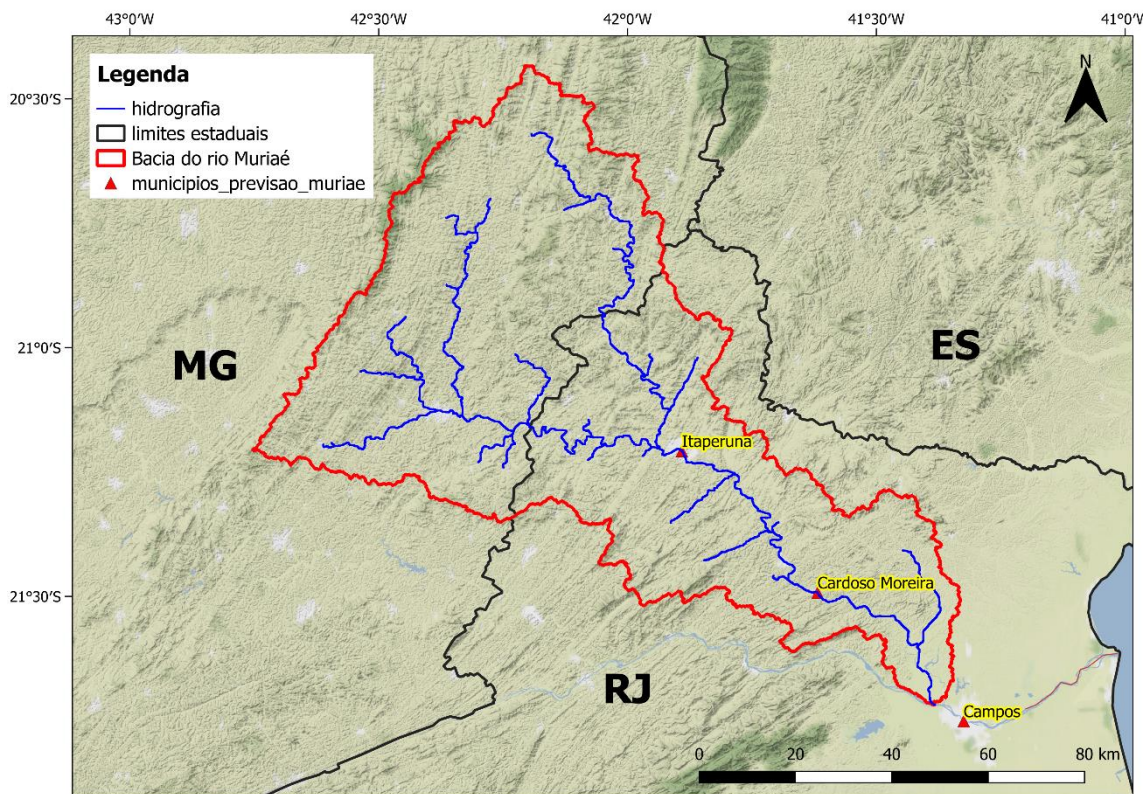 43°0'W 42°30'W 42°0'W 41°30'W 41°0'W
N
Legenda
hidrografia
limites estaduais
Bacia do rio Muriaé
municipios_previsao_muriae
20°30'S
21°0'S
MG
ES
Itaperuna
21°30'S
Cardoso Moreira
RJ
Campos
0 20 40 60 80 km